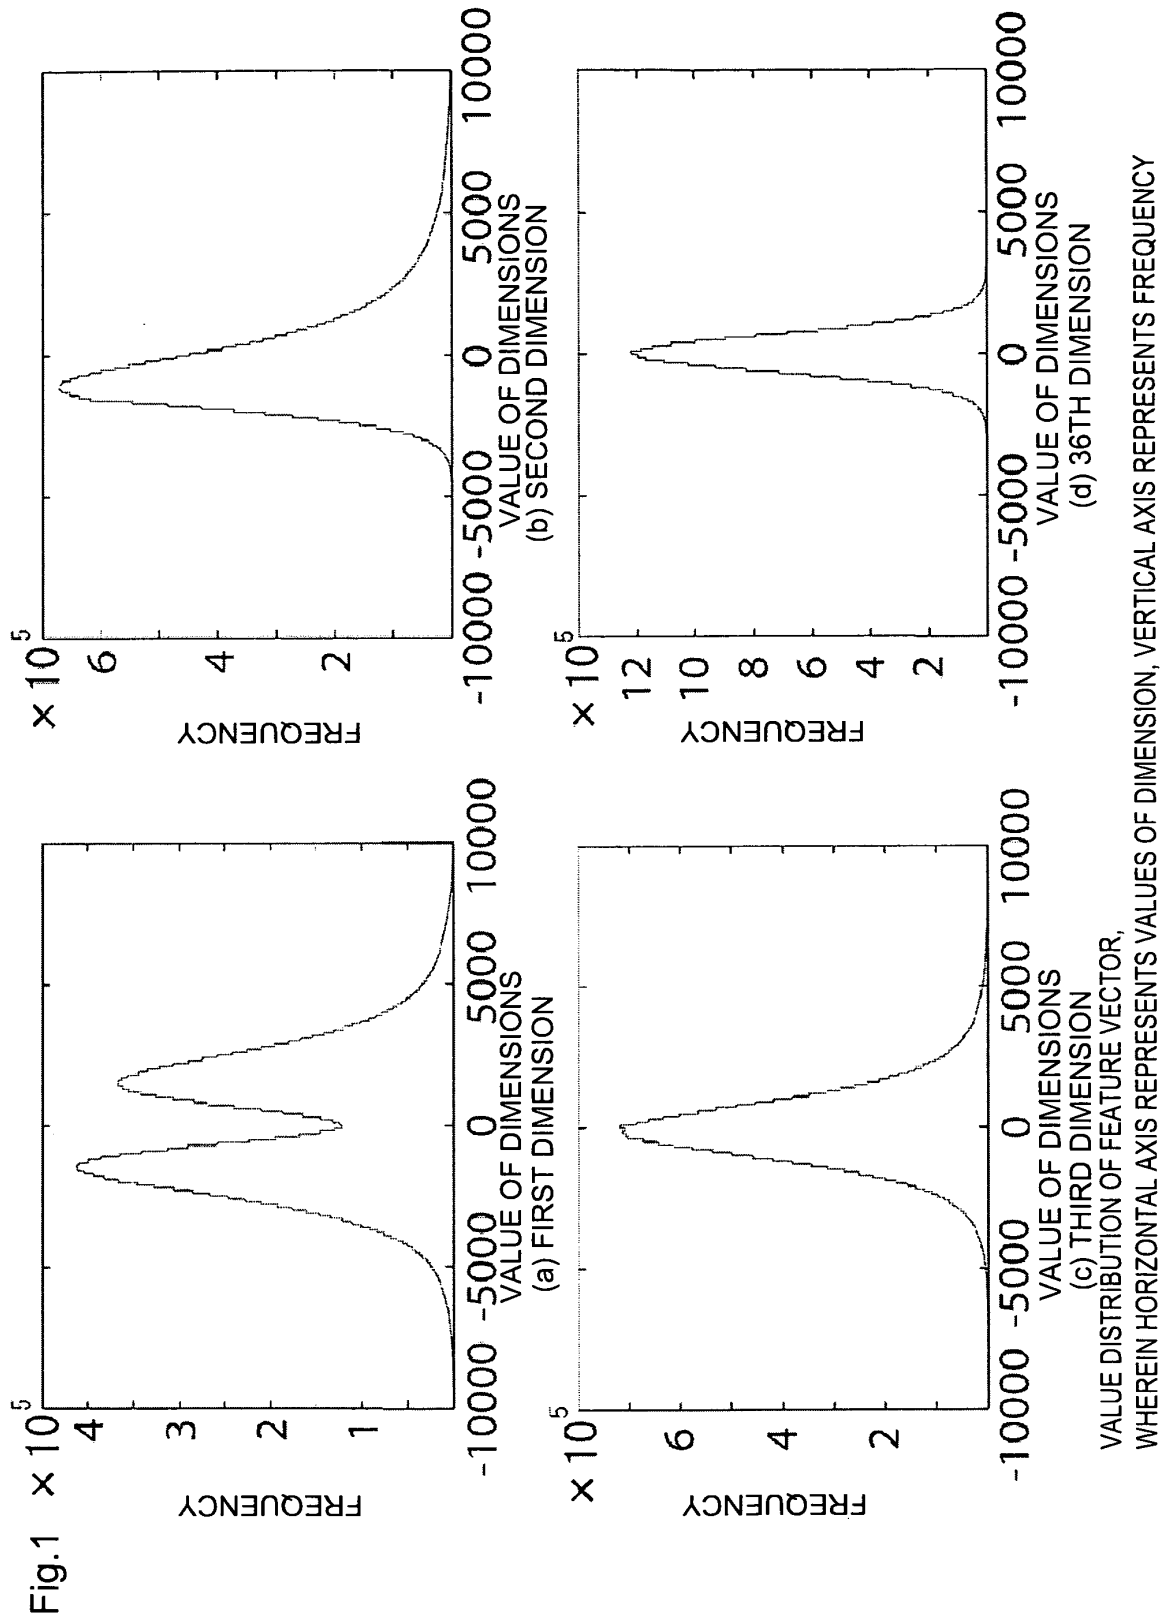 Fig.1
× 10 5
4
3
2
1
FREQUENCY
-10000 -5000 0 5000 10000
VALUE OF DIMENSIONS
(a) FIRST DIMENSION
× 10 5
6
4
2
FREQUENCY
-10000 -5000 0 5000 10000
VALUE OF DIMENSIONS
(b) SECOND DIMENSION
× 10 5
6
4
2
FREQUENCY
-10000 -5000 0 5000 10000
VALUE OF DIMENSIONS
(c) THIRD DIMENSION
× 10 5
12
10
8
6
4
2
FREQUENCY
-10000 -5000 0 5000 10000
VALUE OF DIMENSIONS
(d) 36TH DIMENSION
VALUE DISTRIBUTION OF FEATURE VECTOR,
WHEREIN HORIZONTAL AXIS REPRESENTS VALUES OF DIMENSION, VERTICAL AXIS REPRESENTS FREQUENCY